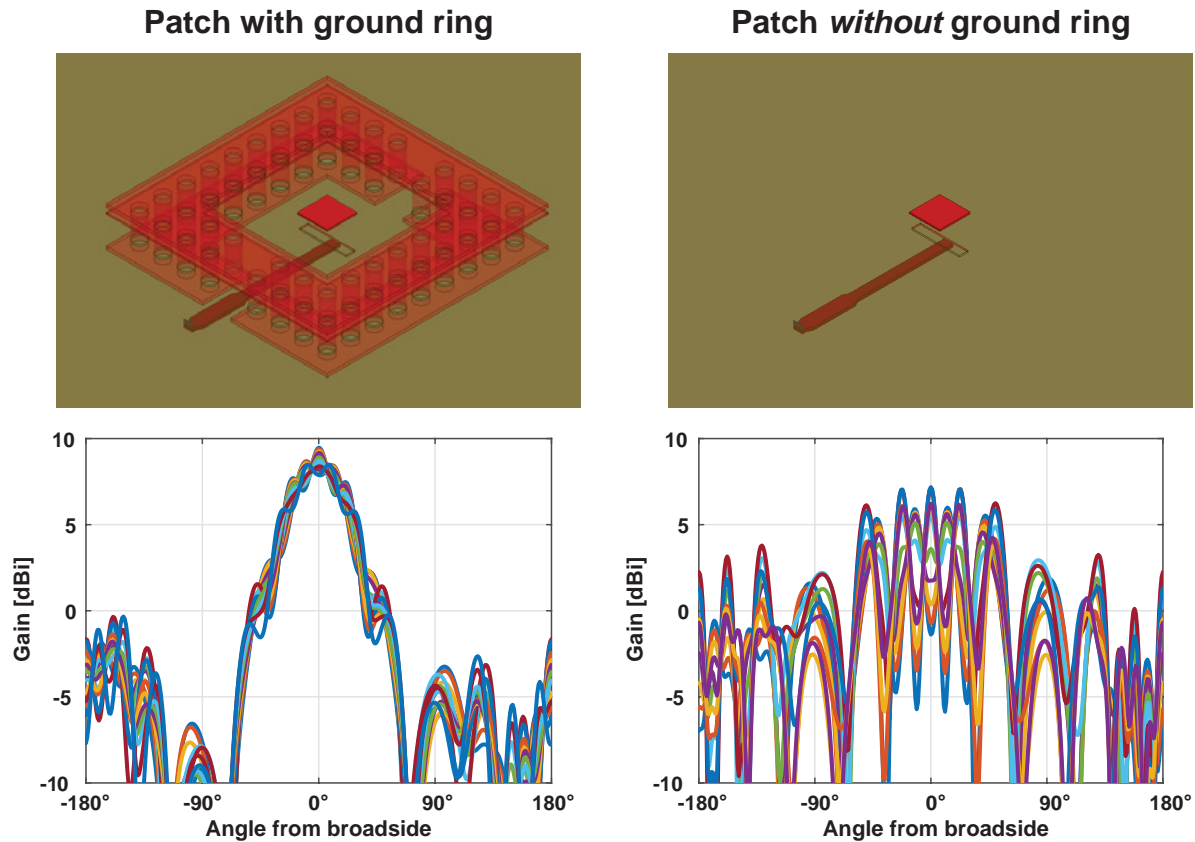 Patch with ground ring
Patch without ground ring
10
5
0
-5
-10
Gain [dBi]
-180° -90° 0° 90° 180°
Angle from broadside
10
5
0
-5
-10
Gain [dBi]
-180° -90° 0° 90° 180°
Angle from broadside